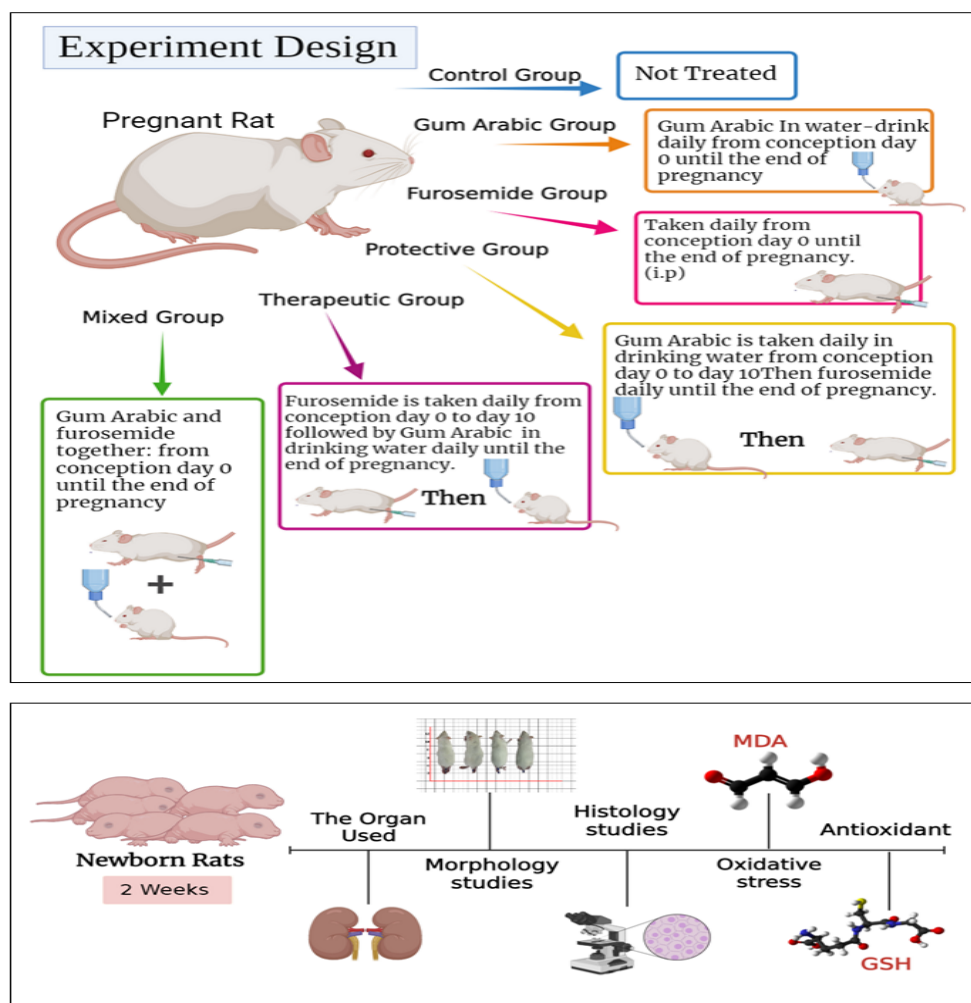 Experiment Design
Control Group
Not Treated
Pregnant Rat
Gum Arabic Group
Gum Arabic In water-drink
daily from conception day
0 until the end of
pregnancy
Furosemide Group
Taken daily from
conception day 0 until
the end of pregnancy.
(i.p)
Protective Group
Gum Arabic is taken daily in
drinking water from conception
day 0 to day 10Then furosemide
daily until the end of pregnancy.
Then
Therapeutic Group
Furosemide is taken daily from
conception day 0 to day 10
followed by Gum Arabic in
drinking water daily until the
end of pregnancy.
Then
Mixed Group
Gum Arabic and
furosemide
together: from
conception day 0
until the end of
pregnancy
+
Newborn Rats
2 Weeks
The Organ
Used
Morphology
studies
Histology
studies
MDA
Oxidative
stress
Antioxidant
GSH